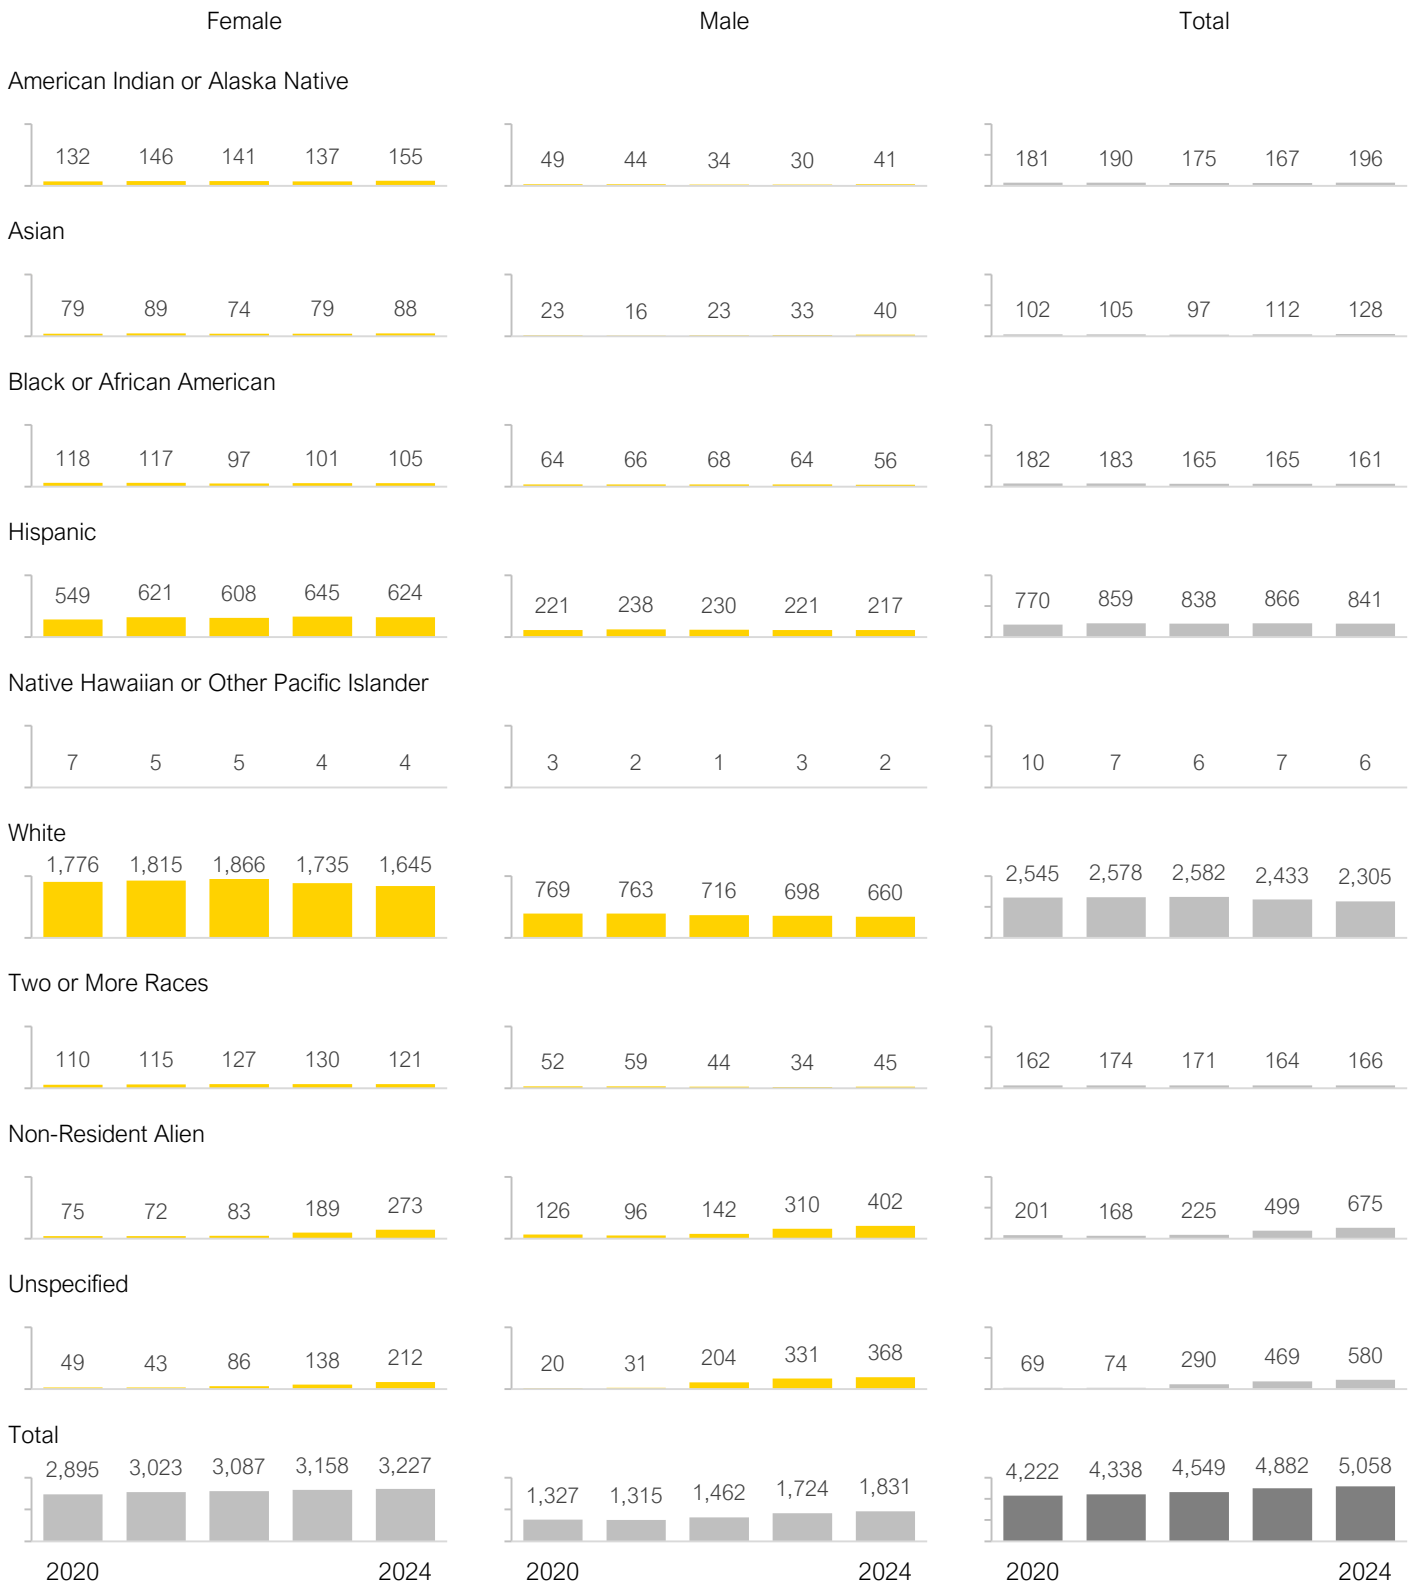 Female Male Total
American Indian or Alaska Native
132 146 141 137 155 49 44 34 30 41 181 190 175 167 196
Asian
79 89 74 79 88 23 16 23 33 40 102 105 97 112 128
Black or African American
118 117 97 101 105 64 66 68 64 56 182 183 165 165 161
Hispanic
549 621 608 645 624 221 238 230 221 217 770 859 838 866 841
Native Hawaiian or Other Pacific Islander
7 5 5 4 4 3 2 1 3 2 10 7 6 7 6
White
1,776 1,815 1,866 1,735 1,645 769 763 716 698 660 2,545 2,578 2,582 2,433 2,305
Two or More Races
110 115 127 130 121 52 59 44 34 45 162 174 171 164 166
Non-Resident Alien
75 72 83 189 273 126 96 142 310 402 201 168 225 499 675
Unspecified
49 43 86 138 212 20 31 204 331 368 69 74 290 469 580
Total
2,895 3,023 3,087 3,158 3,227 1,327 1,315 1,462 1,724 1,831 4,222 4,338 4,549 4,882 5,058
2020 2024 2020 2024 2020 2024